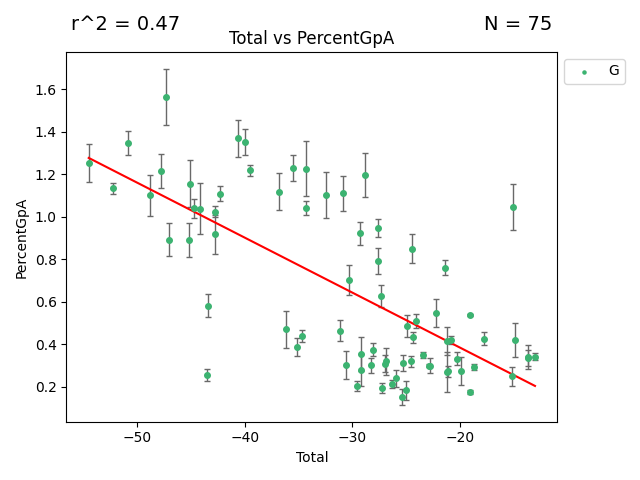 r^2 = 0.47
N = 75
Total vs PercentGpA
G
PercentGpA
1.6
1.4
1.2
1.0
0.8
0.6
0.4
0.2
−50 −40 −30 −20
Total